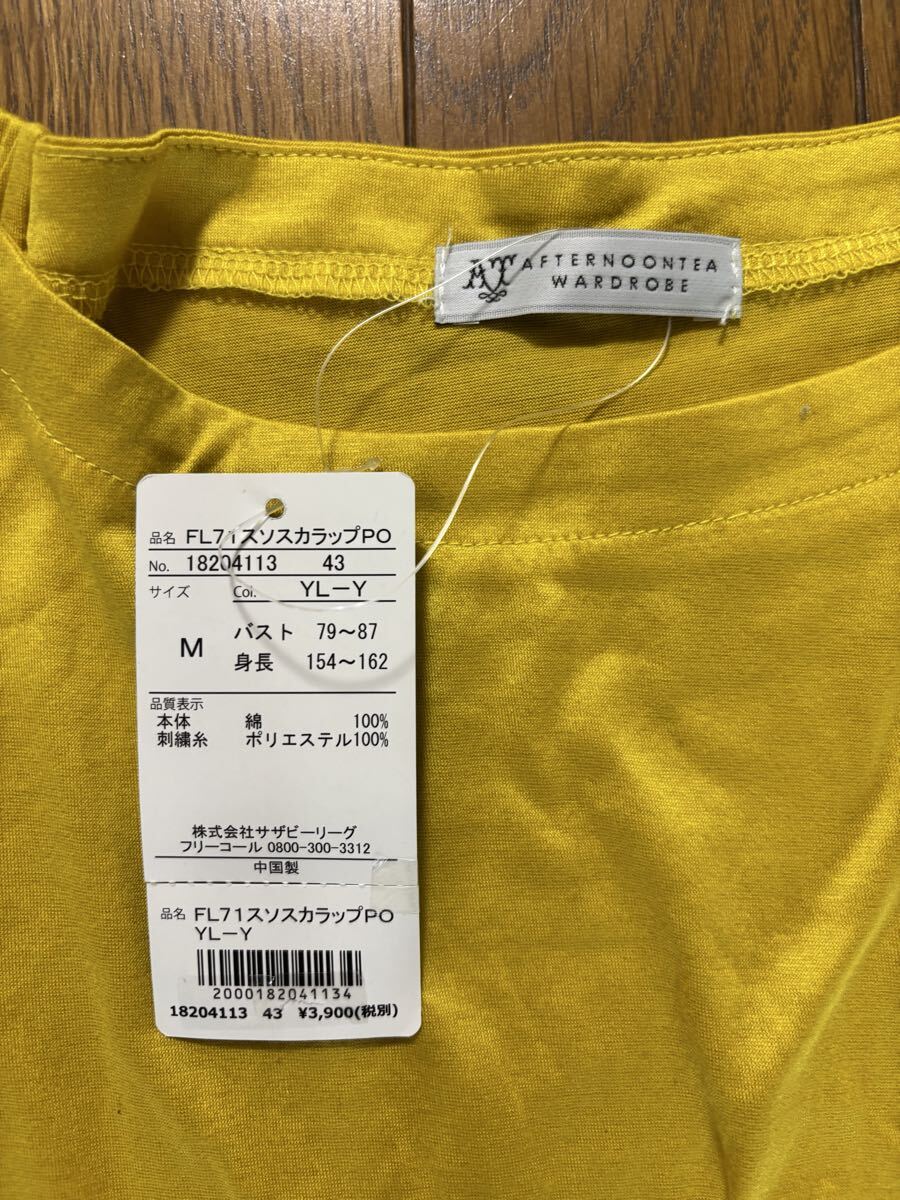 AT AFTERNOONTEA
WARDROBE
品名 FL71スソスカラップPO
No. 18204113 43
サイズ Col. YL-Y
M バスト 79~87
身長 154~162
品質表示
本体 綿 100%
刺繍糸 ポリエステル100%
株式会社サザビーリーグ
フリーコール 0800-300-3312
中国製
品名 FL71スソスカラップPO
YL-Y
2000182041134
18204113 43 ¥3,900(税別)